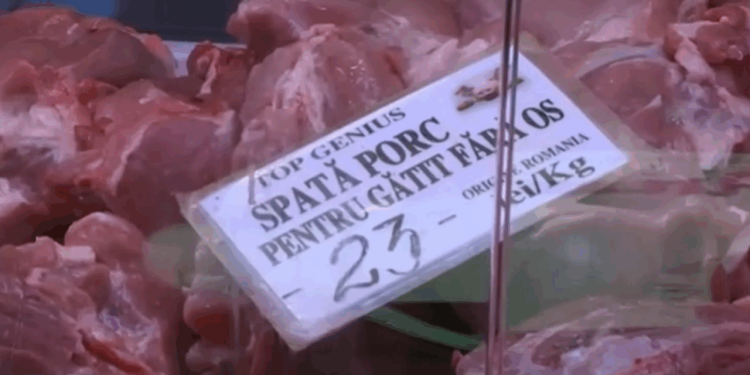 TOP GENIUS
SPATĂ PORC
PENTRU GĂTIT FĂRĂ OS
ORIGINE ROMANIA
- 23 - lei/Kg